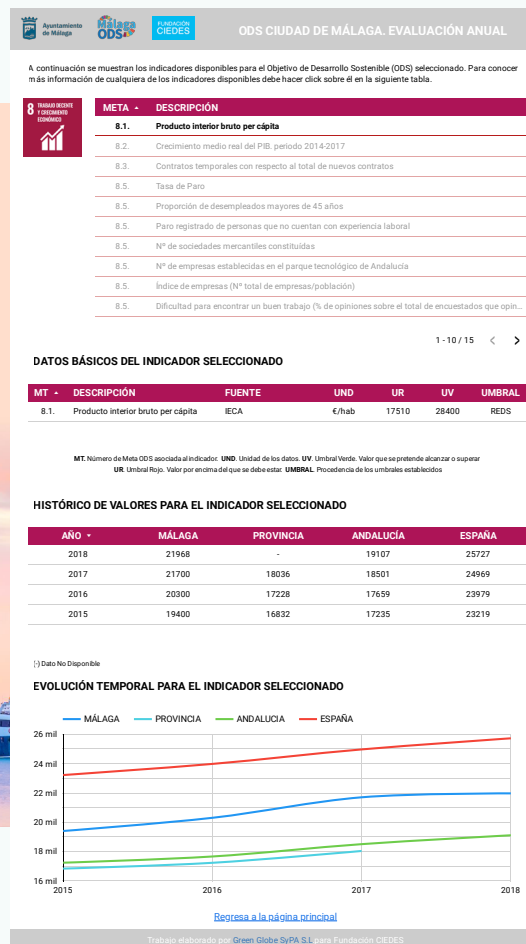 Ayuntamiento
de Málaga
Málaga
ODS
FUNDACIÓN
CIEDES
ODS CIUDAD DE MÁLAGA. EVALUACIÓN ANUAL
A continuación se muestran los indicadores disponibles para el Objetivo de Desarrollo Sostenible (ODS) seleccionado. Para conocer
más información de cualquiera de los indicadores disponibles debe hacer click sobre él en la siguiente tabla.
8 TRABAJO DECENTE
Y CRECIMIENTO
ECONÓMICO
META DESCRIPCIÓN
8.1. Producto interior bruto per cápita
8.2. Crecimiento medio real del PIB. periodo 2014-2017
8.3. Contratos temporales con respecto al total de nuevos contratos
8.5. Tasa de Paro
8.5. Proporción de desempleados mayores de 45 años
8.5. Paro registrado de personas que no cuentan con experiencia laboral
8.5. Nº de sociedades mercantiles constituídas
8.5. Nº de empresas establecidas en el parque tecnológico de Andalucía
8.5. Índice de empresas (Nº total de empresas/población)
8.5. Dificultad para encontrar un buen trabajo (% de opiniones sobre el total de encuestados que opin...
1 - 10 / 15
DATOS BÁSICOS DEL INDICADOR SELECCIONADO
MT DESCRIPCIÓN FUENTE UND UR UV UMBRAL
8.1. Producto interior bruto per cápita IECA €/hab 17510 28400 REDS
MT. Número de Meta ODS asociada al indicador. UND. Unidad de los datos. UV. Umbral Verde. Valor que se pretende alcanzar o superar
UR. Umbral Rojo. Valor por encima del que se debe estar. UMBRAL. Procedencia de los umbrales establecidos
HISTÓRICO DE VALORES PARA EL INDICADOR SELECCIONADO
AÑO MÁLAGA PROVINCIA ANDALUCÍA ESPAÑA
2018 21968 - 19107 25727
2017 21700 18036 18501 24969
2016 20300 17228 17659 23979
2015 19400 16832 17235 23219
(-) Dato No Disponible
EVOLUCIÓN TEMPORAL PARA EL INDICADOR SELECCIONADO
MÁLAGA PROVINCIA ANDALUCIA ESPAÑA
26 mil
24 mil
22 mil
20 mil
18 mil
16 mil
2015 2016 2017 2018
Regresa a la página principal
Trabajo elaborado por Green Globe SyPA S.L para Fundación CIEDES